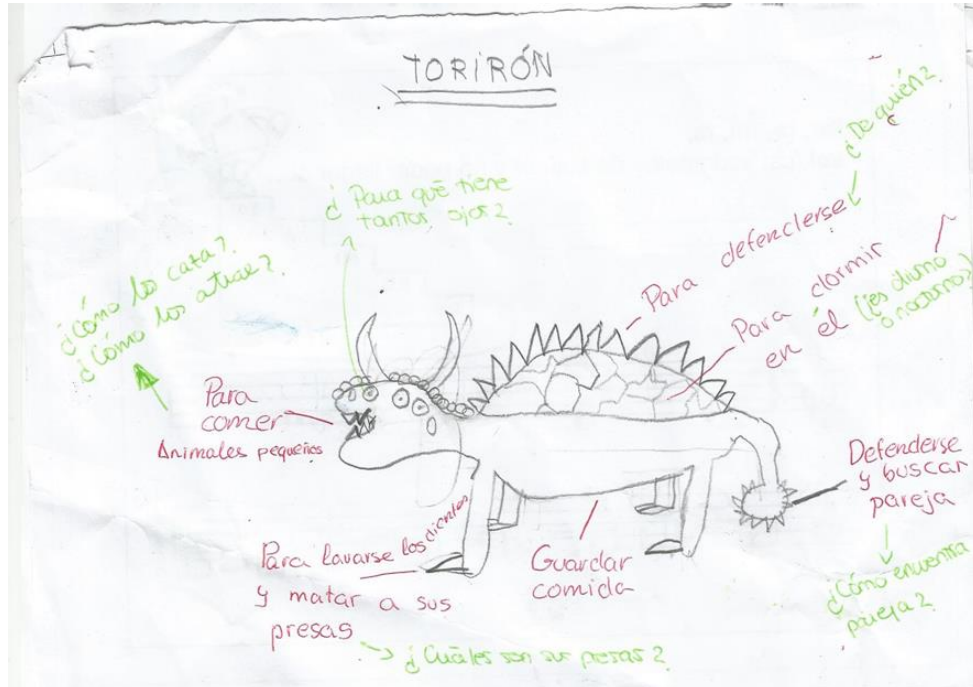 TORIRÓN
¿De quién?
¿Para qué tiene
tantos ojos?
Para defenderse
¿Cómo los caza?
¿Cómo los atrae?
Para dormir
en él (¿es diurno
o nocturno?)
Para
comer
Animales pequeños
Defenderse
y buscar
pareja
Para lavarse los dientes
y matar a sus
presas
Guardar
comida
¿Cómo encuentra
pareja?
¿Cuáles son sus presas?